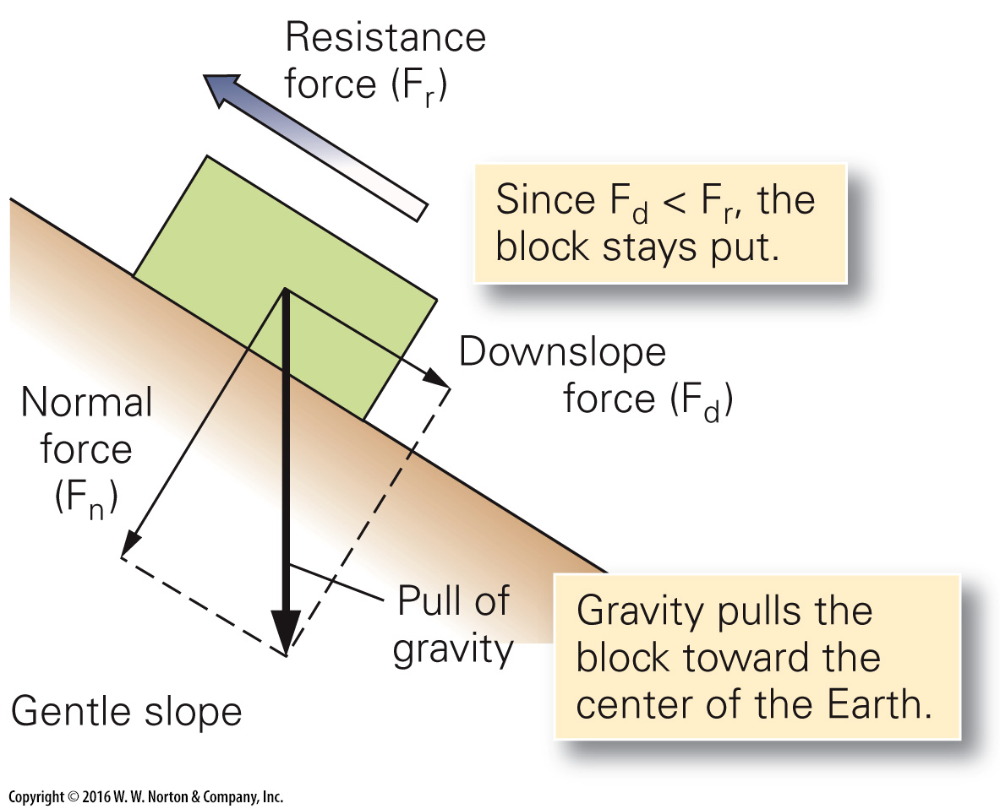 Resistance
force (Fr)
Since Fd < Fr, the
block stays put.
Downslope
force (Fd)
Normal
force
(Fn)
Pull of
gravity
Gravity pulls the
block toward the
center of the Earth.
Gentle slope
Copyright © 2016 W. W. Norton & Company, Inc.